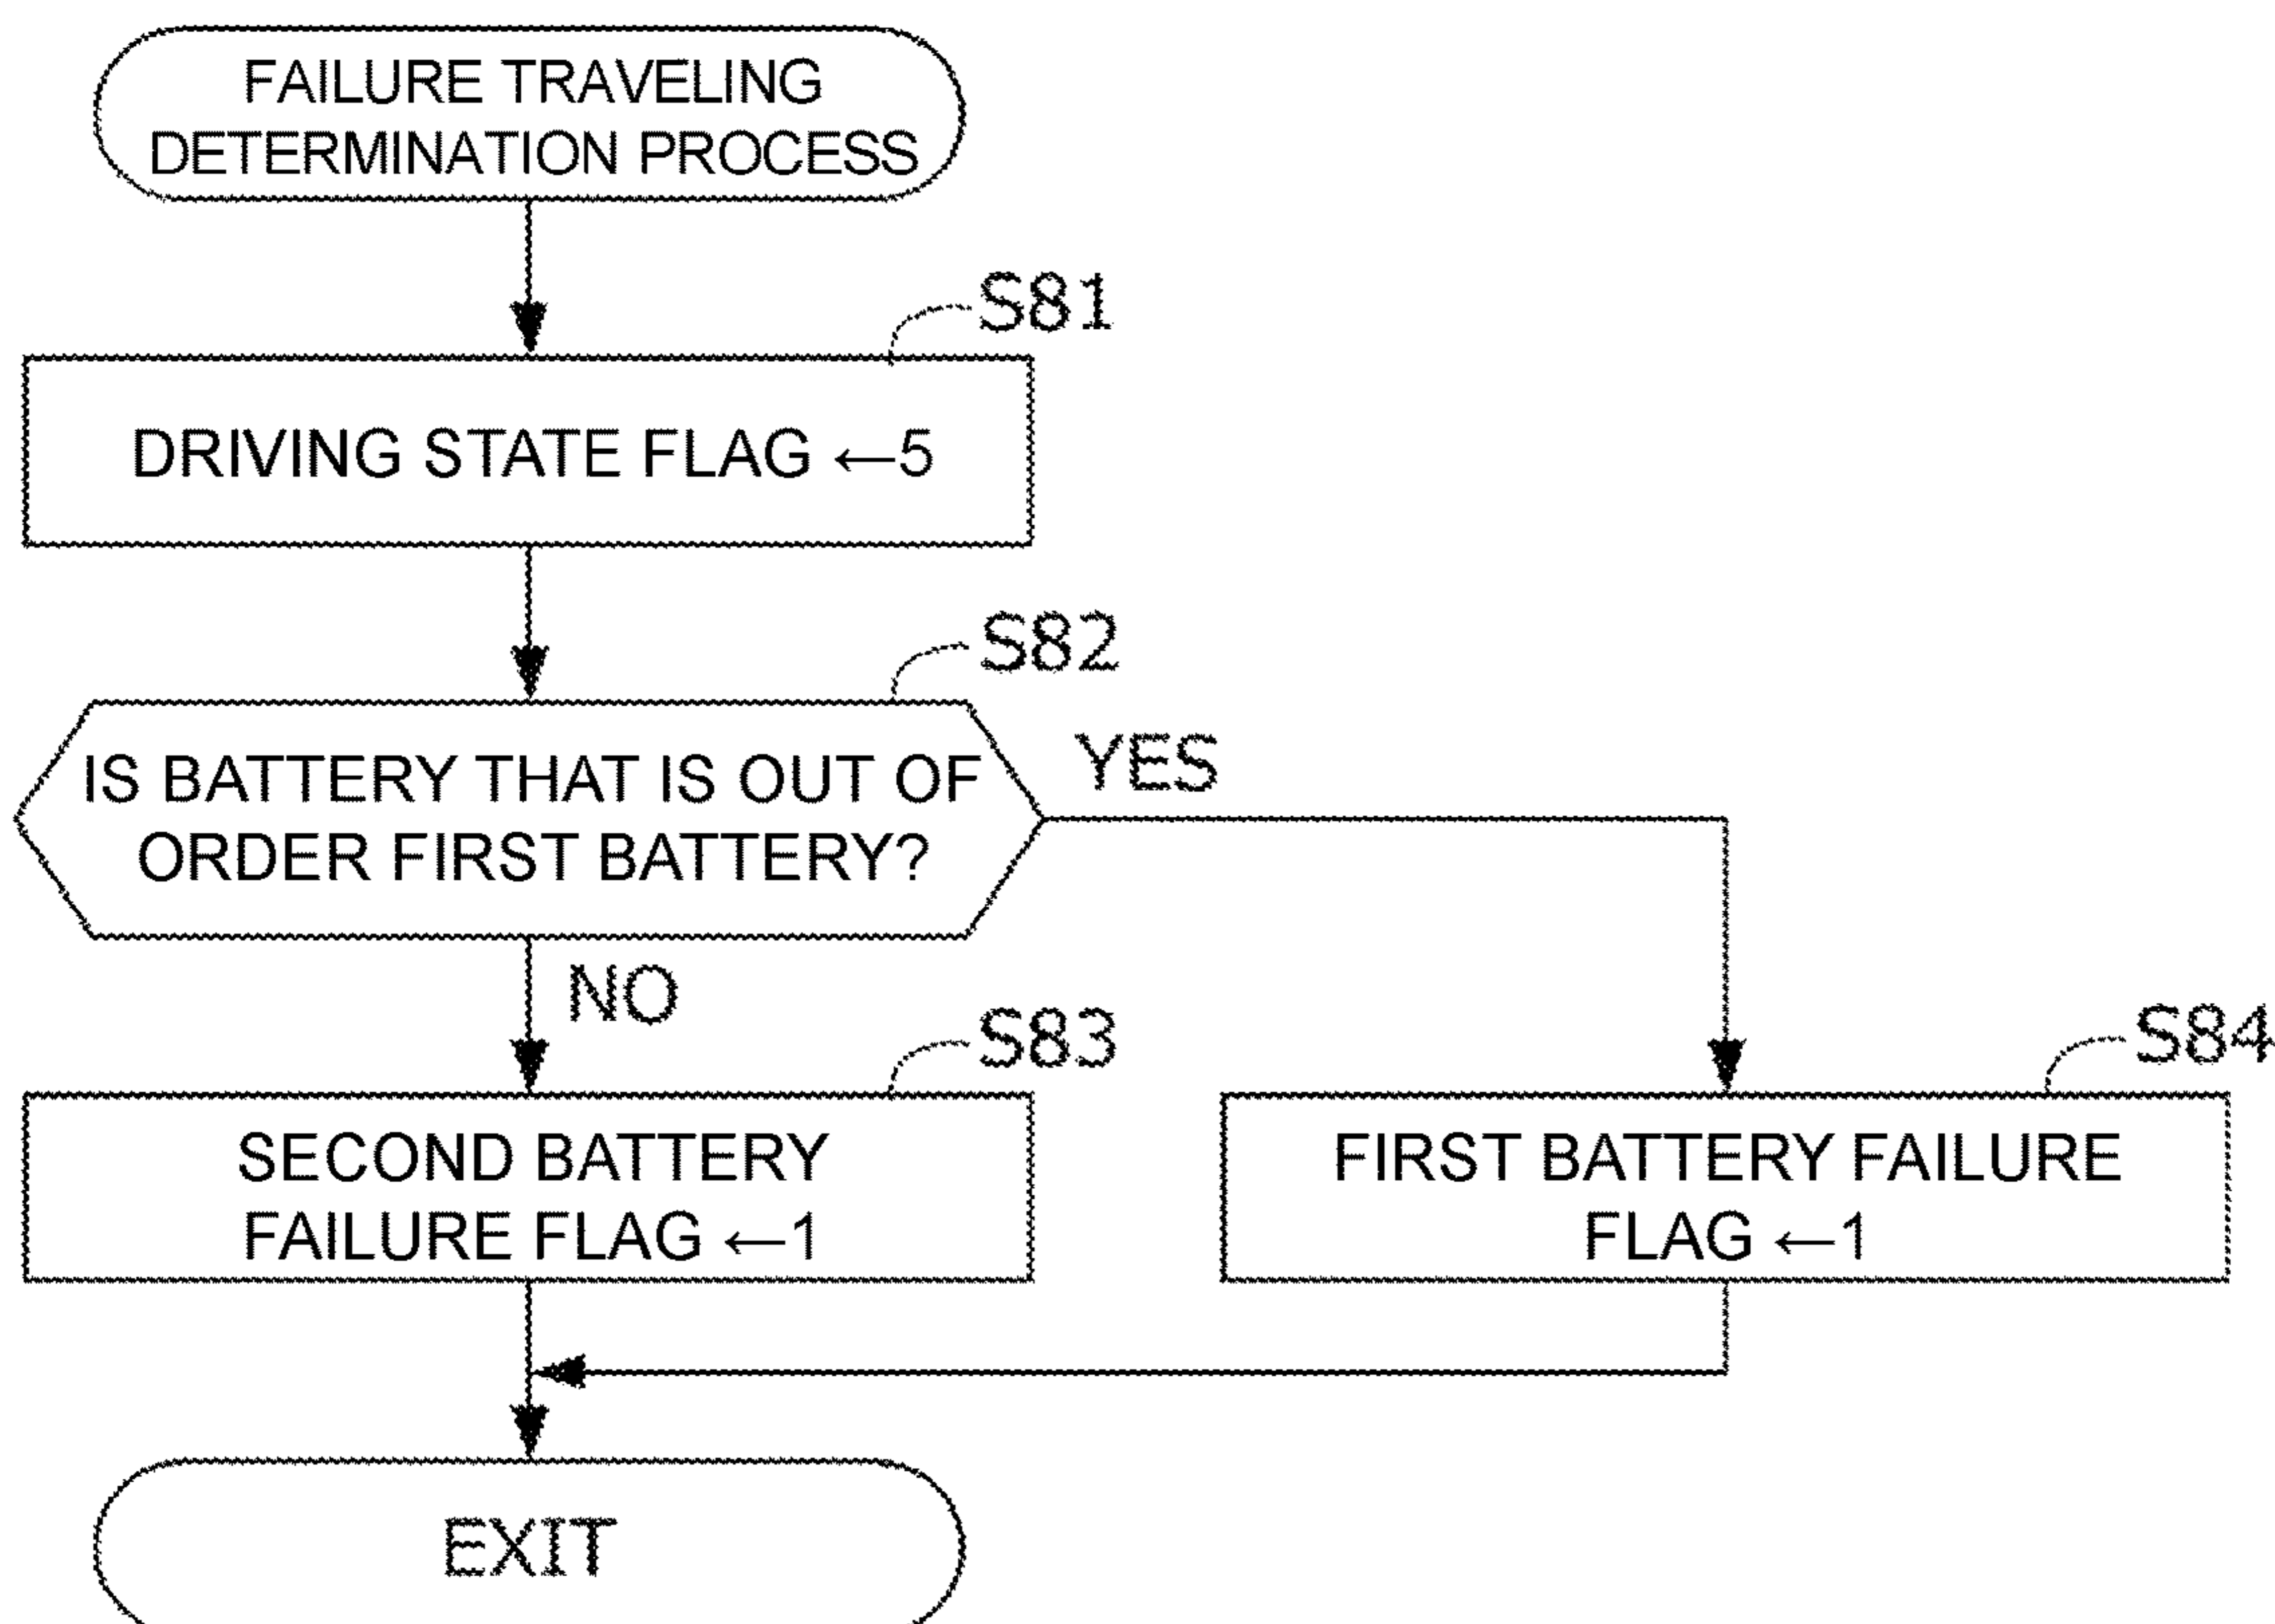 FAILURE TRAVELING
DETERMINATION PROCESS
S81
DRIVING STATE FLAG ←5
S82
IS BATTERY THAT IS OUT OF
ORDER FIRST BATTERY?
YES
NO
S83
SECOND BATTERY
FAILURE FLAG ←1
S84
FIRST BATTERY FAILURE
FLAG ←1
EXIT